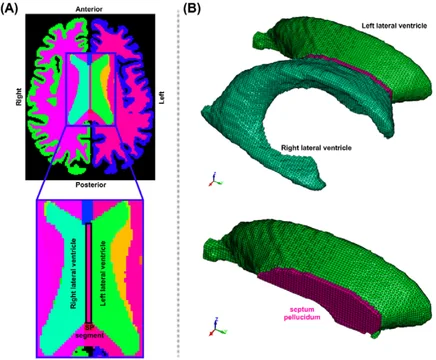 (A)
Anterior
Right
Left
Posterior
Right lateral ventricle
Left lateral ventricle
SP
segment
(B)
Left lateral ventricle
Right lateral ventricle
septum
pellucidum